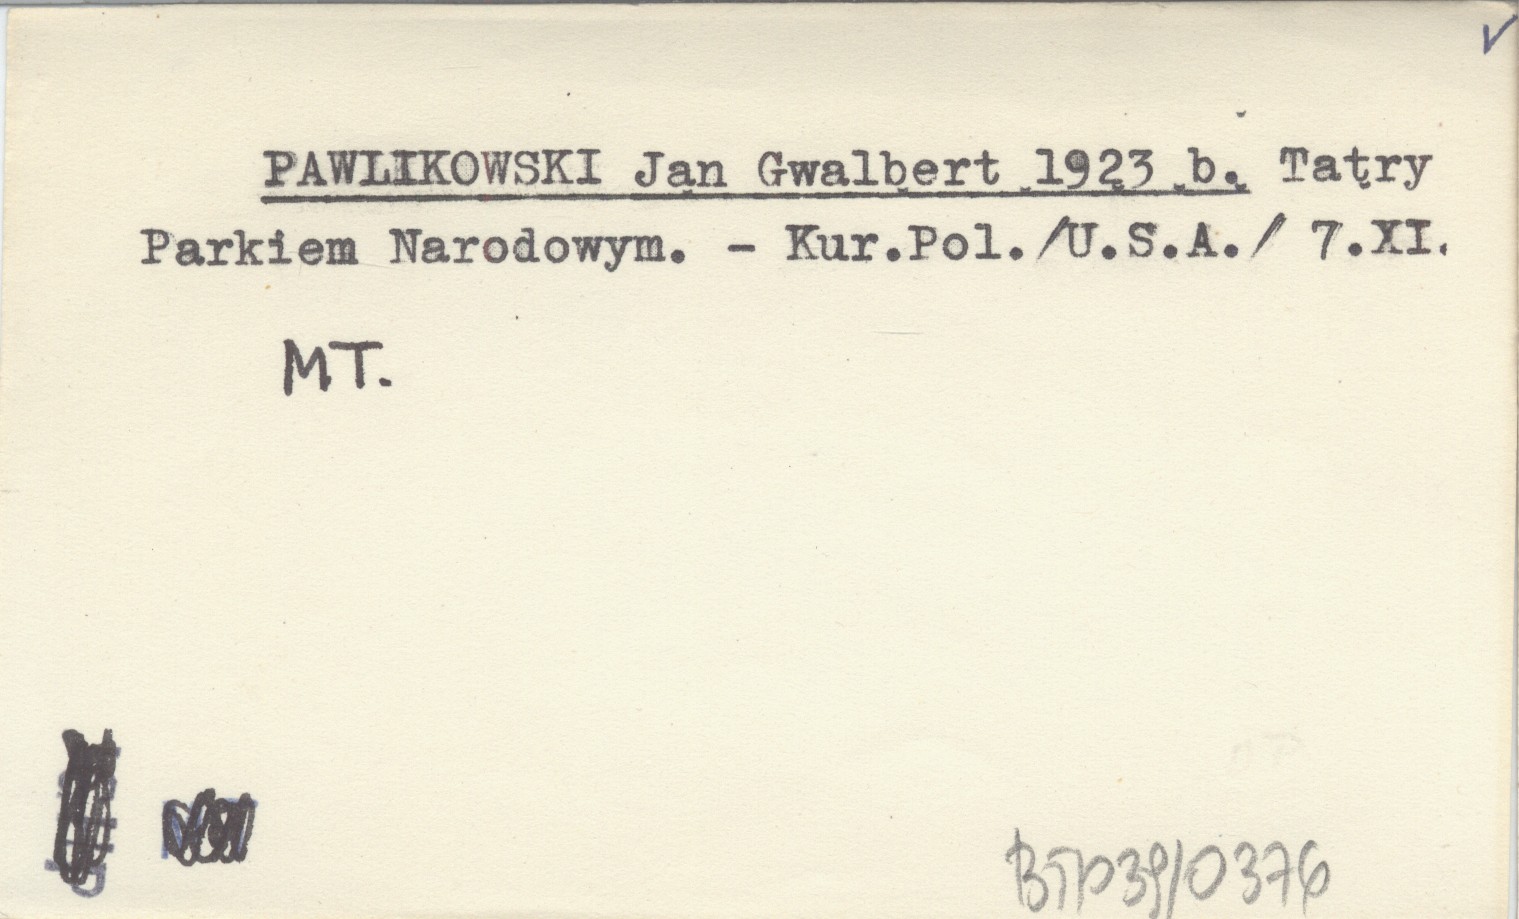 PAWLIKOWSKI Jan Gwalbert 1923 b. Tatry
Parkiem Narodowym. - Kur.Pol./U.S.A./ 7.XI.
MT.
BTP39/0376